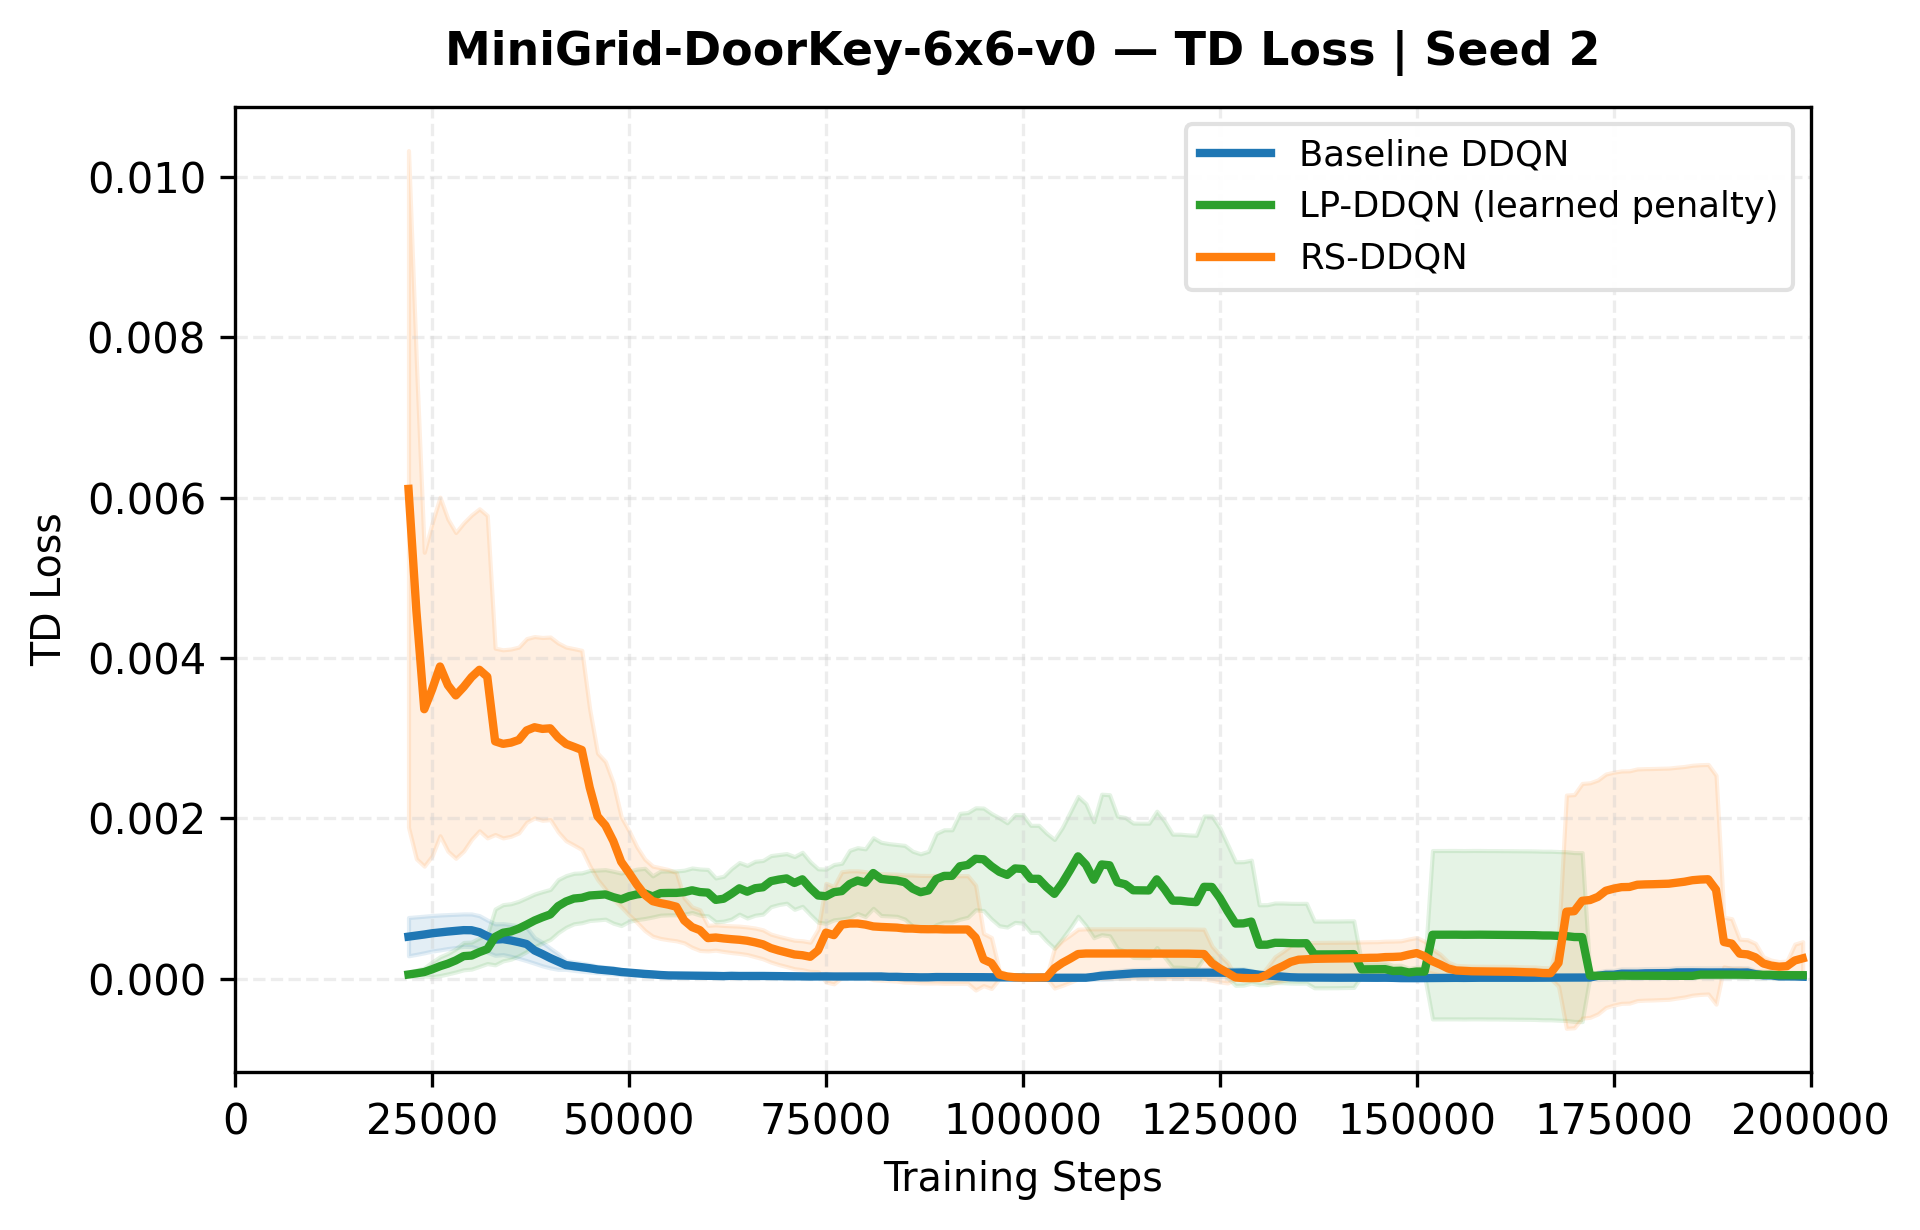 MiniGrid-DoorKey-6x6-v0 — TD Loss | Seed 2
Baseline DDQN
LP-DDQN (learned penalty)
RS-DDQN
0.010
0.008
0.006
0.004
0.002
0.000
TD Loss
0 25000 50000 75000 100000 125000 150000 175000 200000
Training Steps